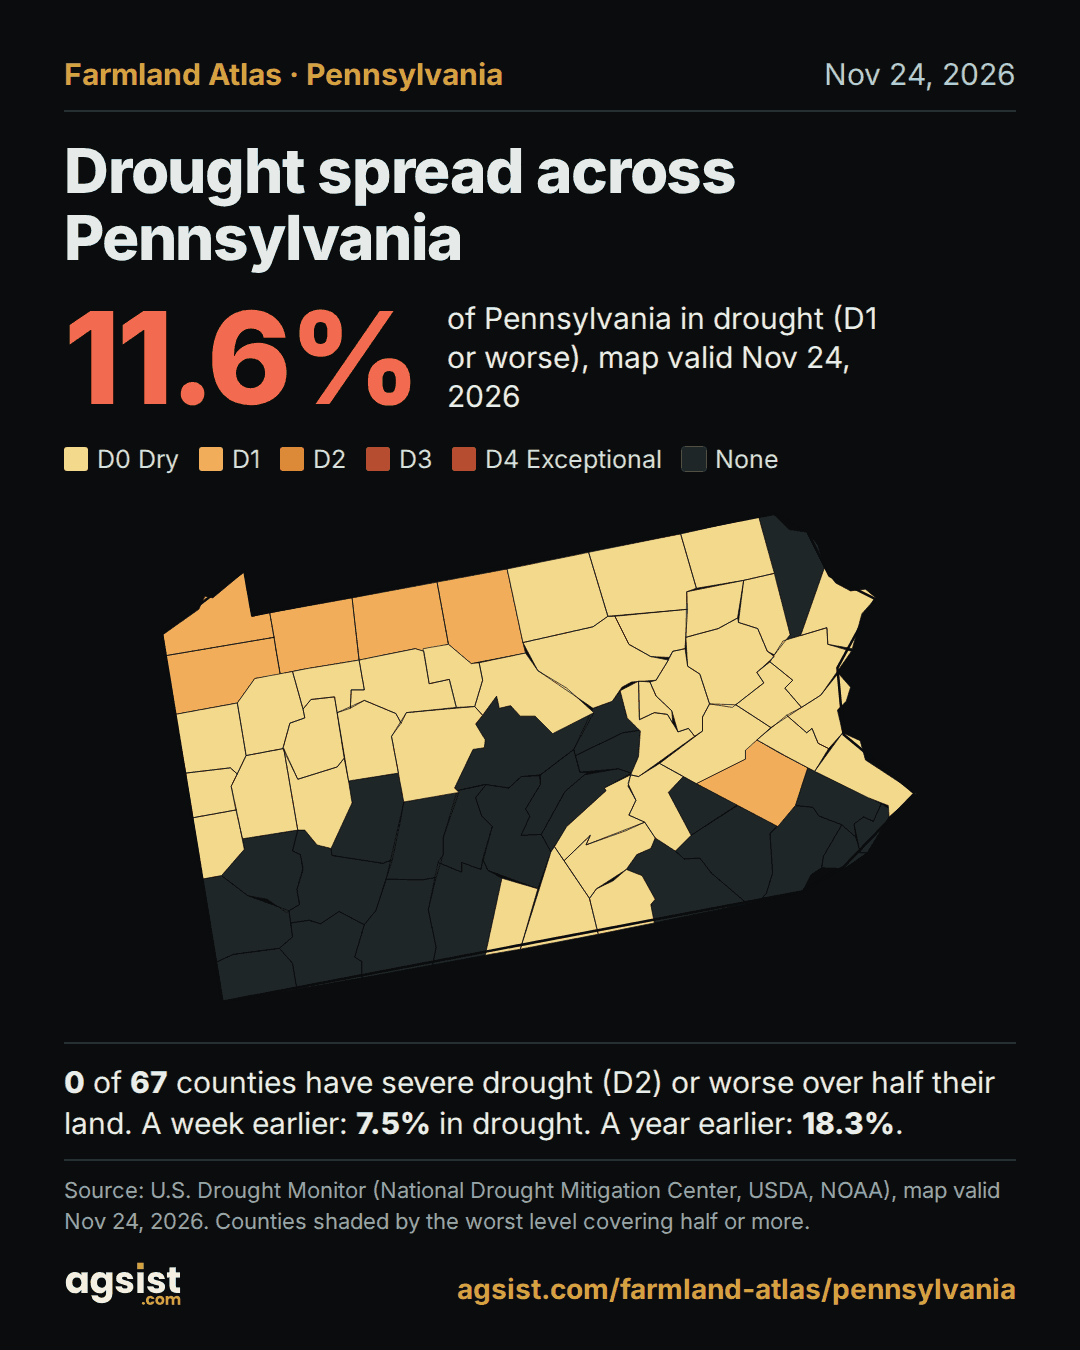 Farmland Atlas · Pennsylvania
Nov 24, 2026
Drought spread across
Pennsylvania
11.6%
of Pennsylvania in drought (D1
or worse), map valid Nov 24,
2026
D0 Dry D1 D2 D3 D4 Exceptional None
0 of 67 counties have severe drought (D2) or worse over half their
land. A week earlier: 7.5% in drought. A year earlier: 18.3%.
Source: U.S. Drought Monitor (National Drought Mitigation Center, USDA, NOAA), map valid
Nov 24, 2026. Counties shaded by the worst level covering half or more.
agsist
.com
agsist.com/farmland-atlas/pennsylvania